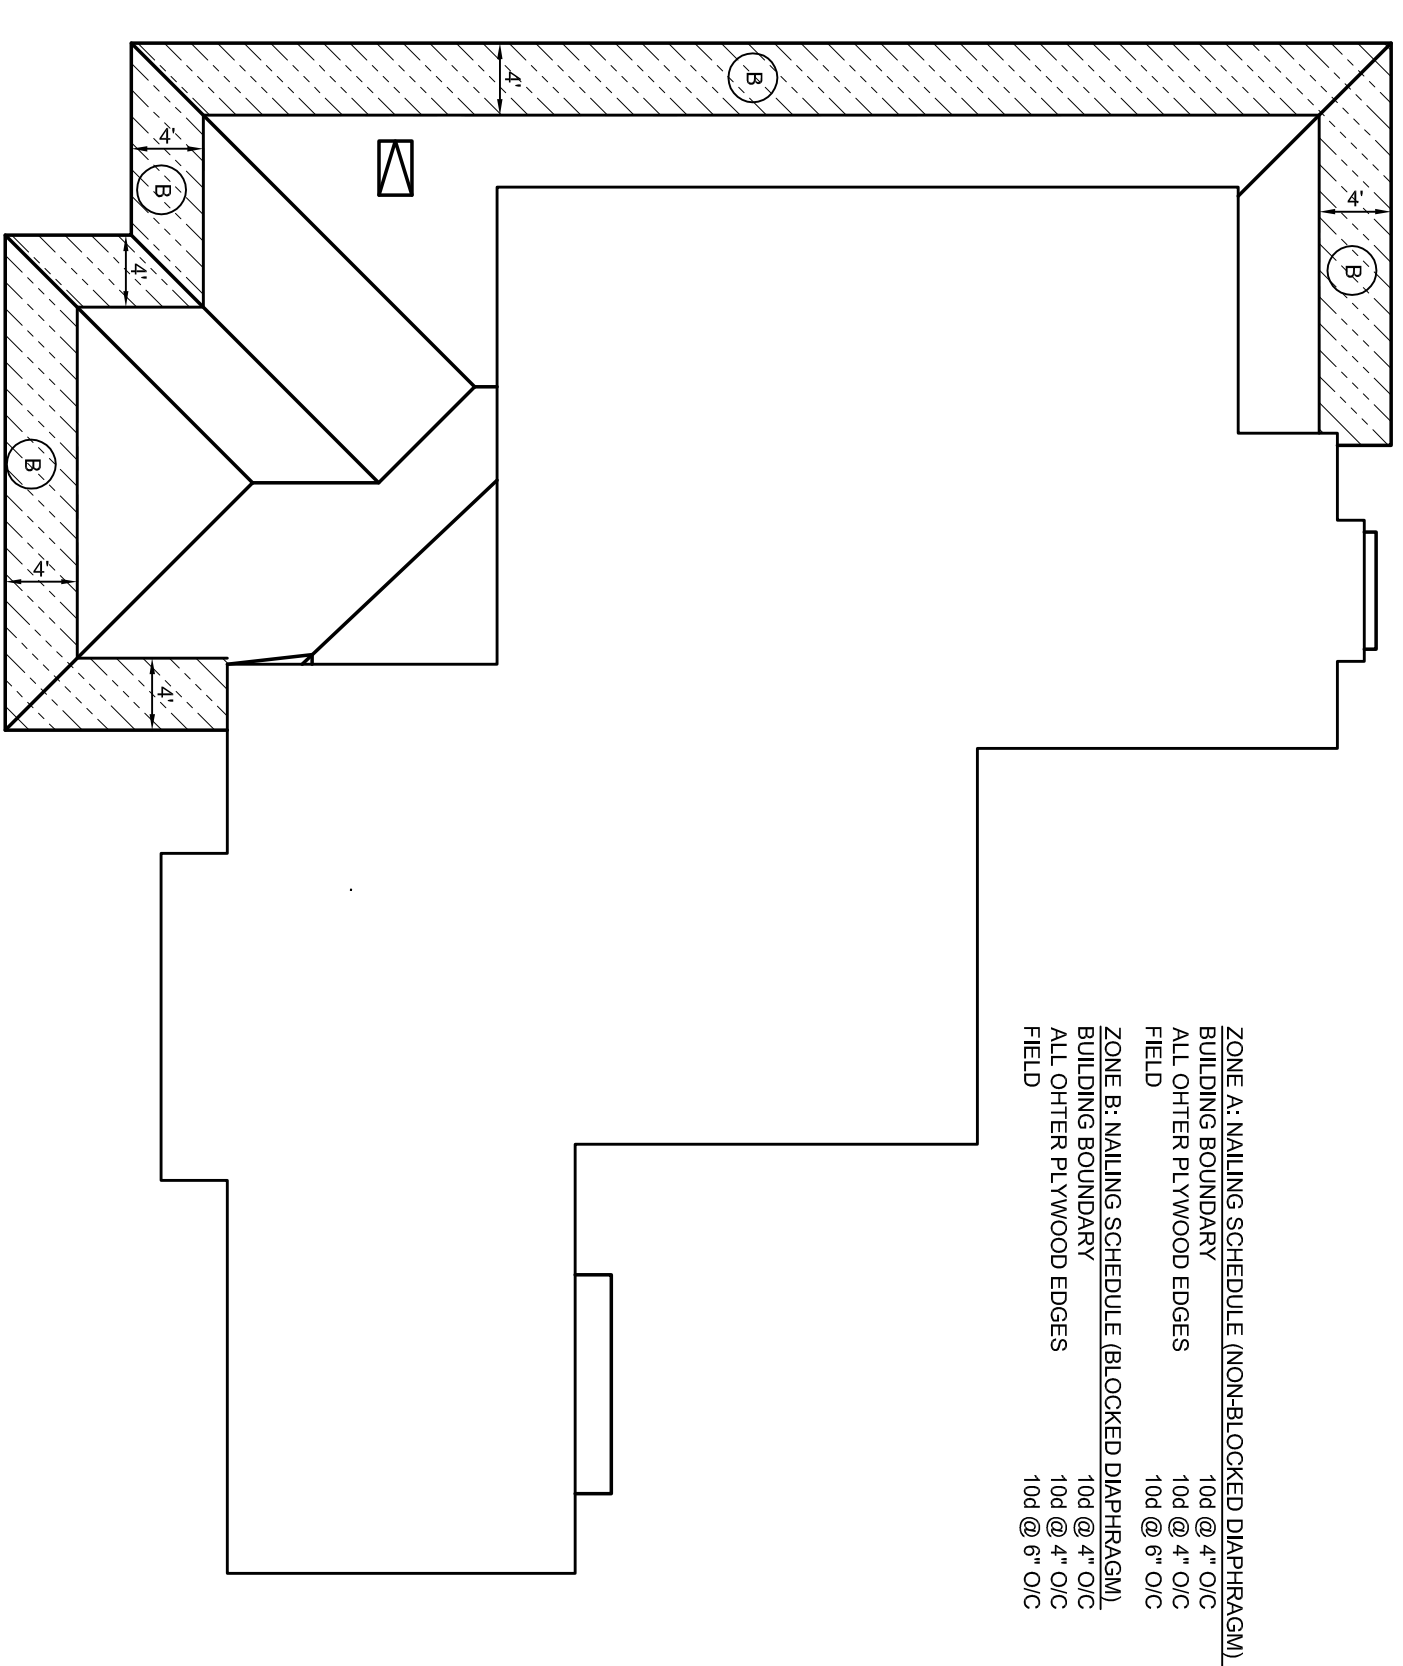 ZONE A: NAILING SCHEDULE (NON-BLOCKED DIAPHRAGM)
BUILDING BOUNDARY 10d @ 4" O/C
ALL OHTER PLYWOOD EDGES 10d @ 4" O/C
FIELD 10d @ 6" O/C
ZONE B: NAILING SCHEDULE (BLOCKED DIAPHRAGM)
BUILDING BOUNDARY 10d @ 4" O/C
ALL OHTER PLYWOOD EDGES 10d @ 4" O/C
FIELD 10d @ 6" O/C
4'
B
4'
B
4'
B
4'
B
4'
4'